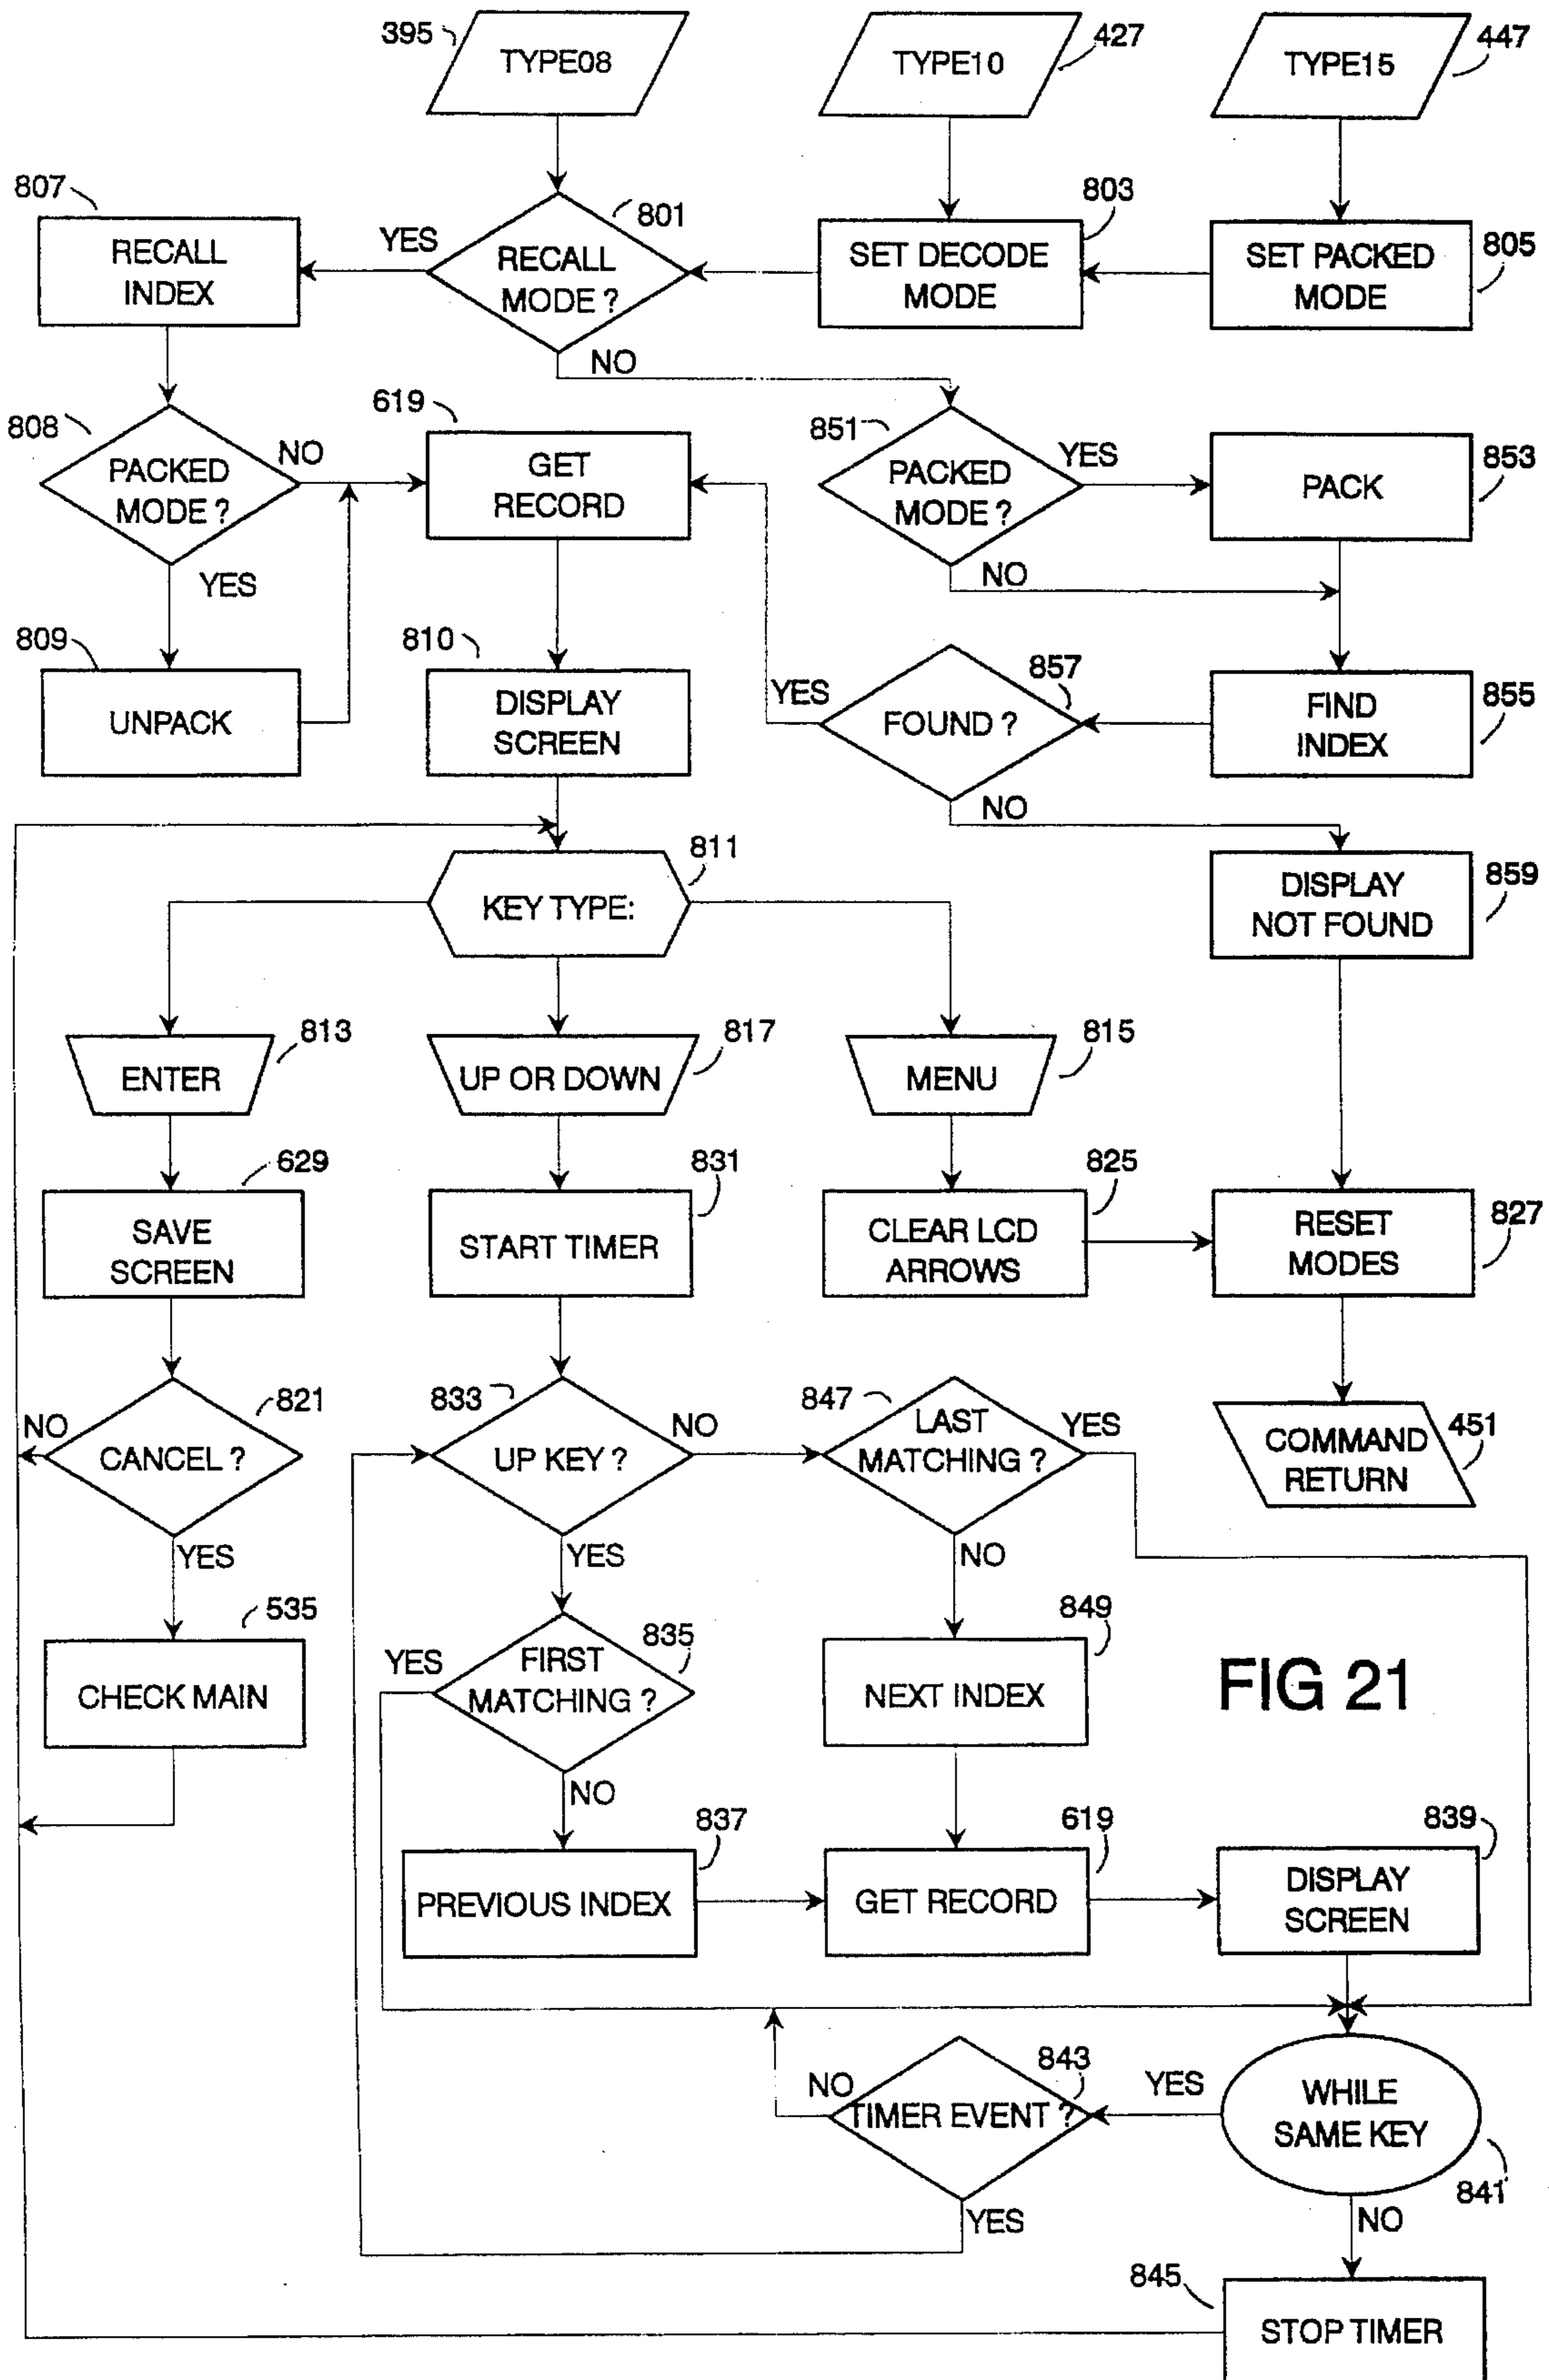 395
TYPE08
TYPE10
427
TYPE15
447
807
RECALL
INDEX
YES
801
RECALL
MODE ?
803
SET DECODE
MODE
SET PACKED
MODE
805
NO
808
PACKED
MODE ?
NO
YES
619
GET
RECORD
851
PACKED
MODE ?
YES
NO
PACK
853
809
UNPACK
810
DISPLAY
SCREEN
YES
857
FOUND ?
NO
FIND
INDEX
855
811
KEY TYPE:
DISPLAY
NOT FOUND
859
813
ENTER
817
UP OR DOWN
815
MENU
629
SAVE
SCREEN
831
START TIMER
825
CLEAR LCD
ARROWS
RESET
MODES
827
NO
821
CANCEL ?
YES
833
UP KEY ?
NO
YES
847
LAST
MATCHING ?
YES
NO
COMMAND
RETURN
451
535
CHECK MAIN
YES
835
FIRST
MATCHING ?
NO
849
NEXT INDEX
FIG 21
837
PREVIOUS INDEX
619
GET RECORD
839
DISPLAY
SCREEN
NO
843
TIMER EVENT ?
YES
YES
WHILE
SAME KEY
841
NO
845
STOP TIMER